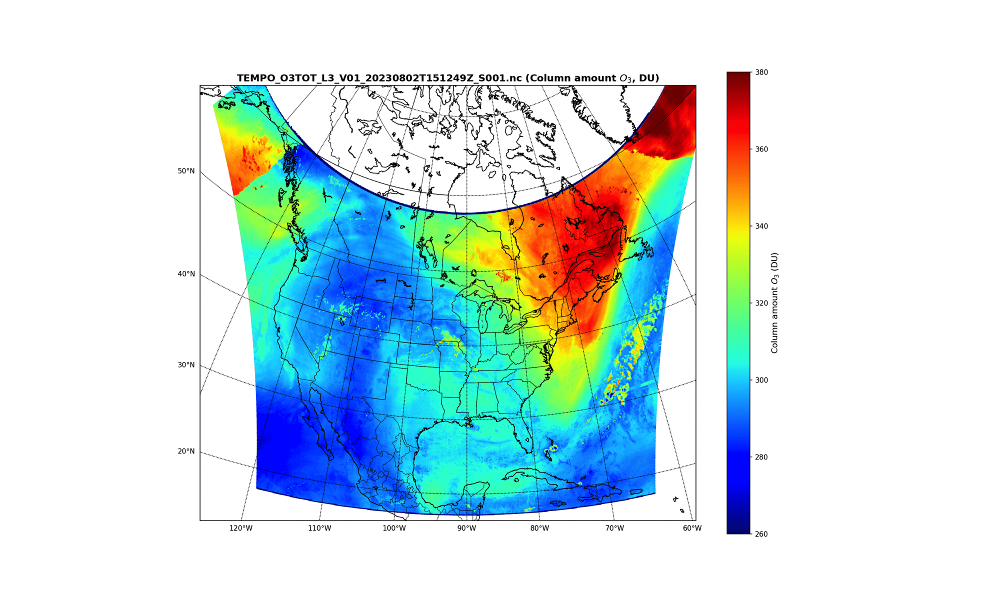 TEMPO_O3TOT_L3_V01_20230802T151249Z_S001.nc (Column amount O₃, DU)
380
360
340
320
300
280
260
Column amount O₃ (DU)
50°N
40°N
30°N
20°N
120°W 110°W 100°W 90°W 80°W 70°W 60°W